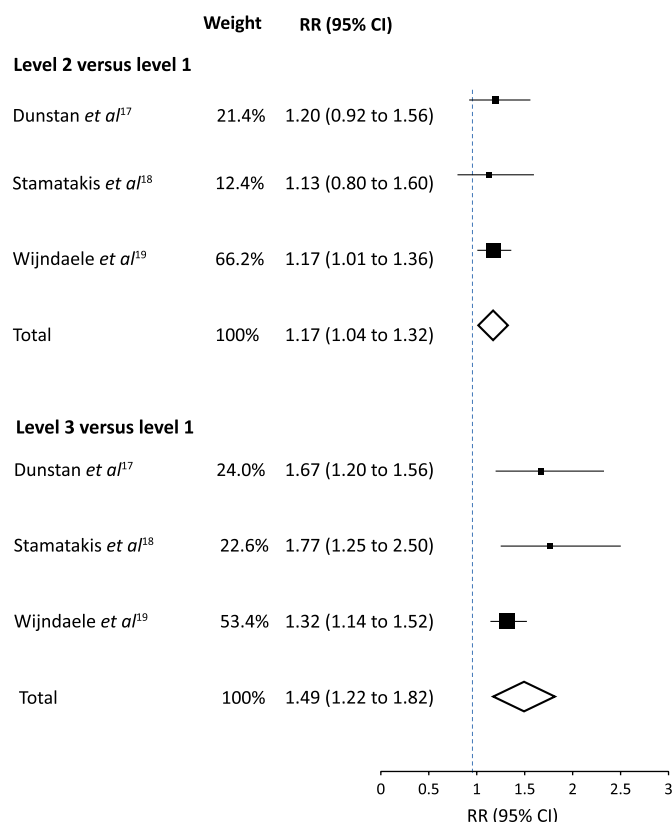 Weight RR (95% CI)
Level 2 versus level 1
Dunstan et al17 21.4% 1.20 (0.92 to 1.56)
Stamatakis et al18 12.4% 1.13 (0.80 to 1.60)
Wijndaele et al19 66.2% 1.17 (1.01 to 1.36)
Total 100% 1.17 (1.04 to 1.32)
Level 3 versus level 1
Dunstan et al17 24.0% 1.67 (1.20 to 1.56)
Stamatakis et al18 22.6% 1.77 (1.25 to 2.50)
Wijndaele et al19 53.4% 1.32 (1.14 to 1.52)
Total 100% 1.49 (1.22 to 1.82)
0 0.5 1 1.5 2 2.5 3
RR (95% CI)